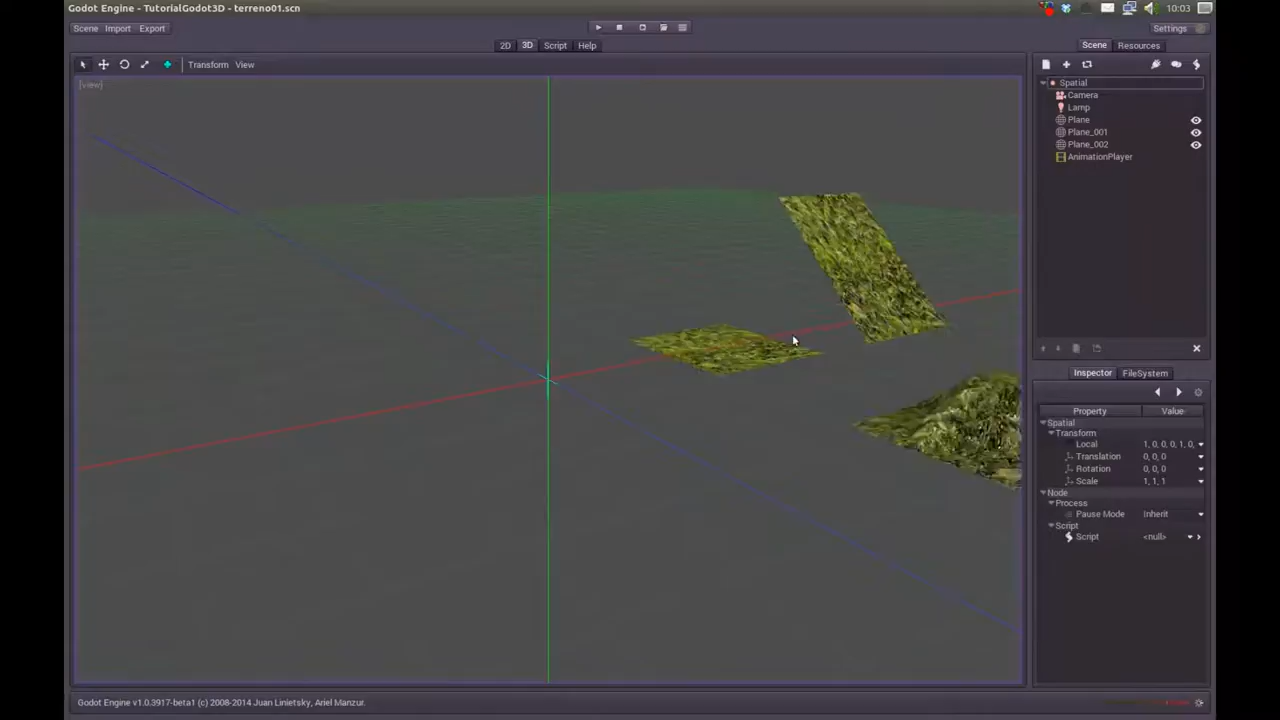 Godot Engine - TutorialGodot3D - terreno01.scn
10:03
Scene Import Export
Settings
2D 3D Script Help
Scene Resources
Transform View
[view]
Spatial
Camera
Lamp
Plane
Plane_001
Plane_002
AnimationPlayer
Inspector FileSystem
Property Value
Spatial
Transform
Local 1, 0, 0, 0, 1, 0,
Translation 0, 0, 0
Rotation 0, 0, 0
Scale 1, 1, 1
Node
Process
Pause Mode Inherit
Script
Script <null>
Godot Engine v1.0.3917-beta1 (c) 2008-2014 Juan Linietsky, Ariel Manzur.